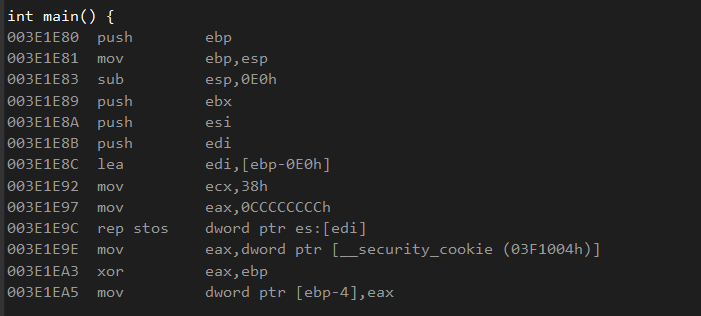 int main() {
003E1E80 push ebp
003E1E81 mov ebp,esp
003E1E83 sub esp,0E0h
003E1E89 push ebx
003E1E8A push esi
003E1E8B push edi
003E1E8C lea edi,[ebp-0E0h]
003E1E92 mov ecx,38h
003E1E97 mov eax,0CCCCCCCCh
003E1E9C rep stos dword ptr es:[edi]
003E1E9E mov eax,dword ptr [__security_cookie (03F1004h)]
003E1EA3 xor eax,ebp
003E1EA5 mov dword ptr [ebp-4],eax